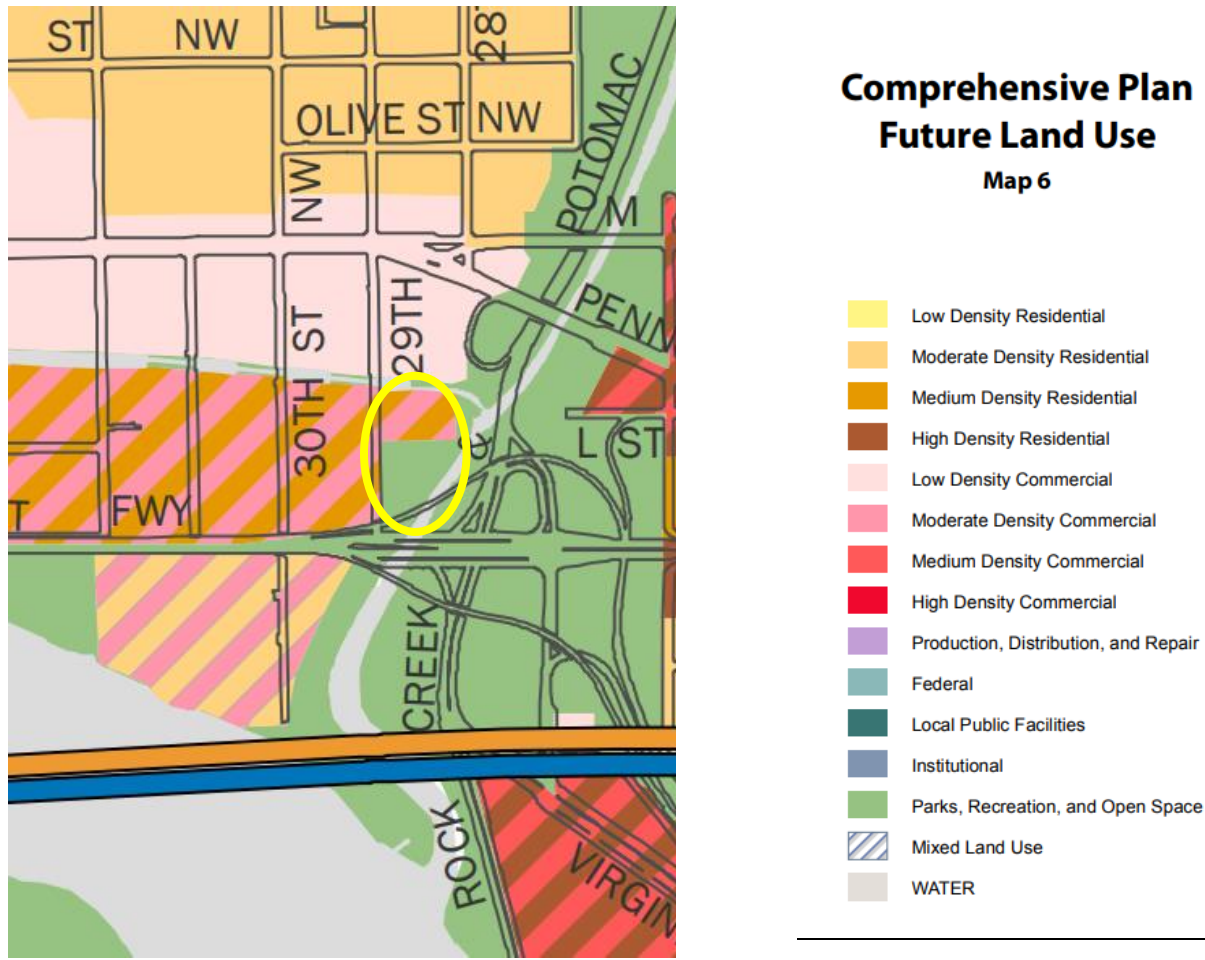 ST NW
28
OLIVE ST NW
POTOMAC
NW
M
PENN
29TH
30TH ST
&
L ST
T FWY
CREEK
ROCK
VIRGIN
Comprehensive Plan
Future Land Use
Map 6
Low Density Residential
Moderate Density Residential
Medium Density Residential
High Density Residential
Low Density Commercial
Moderate Density Commercial
Medium Density Commercial
High Density Commercial
Production, Distribution, and Repair
Federal
Local Public Facilities
Institutional
Parks, Recreation, and Open Space
Mixed Land Use
WATER